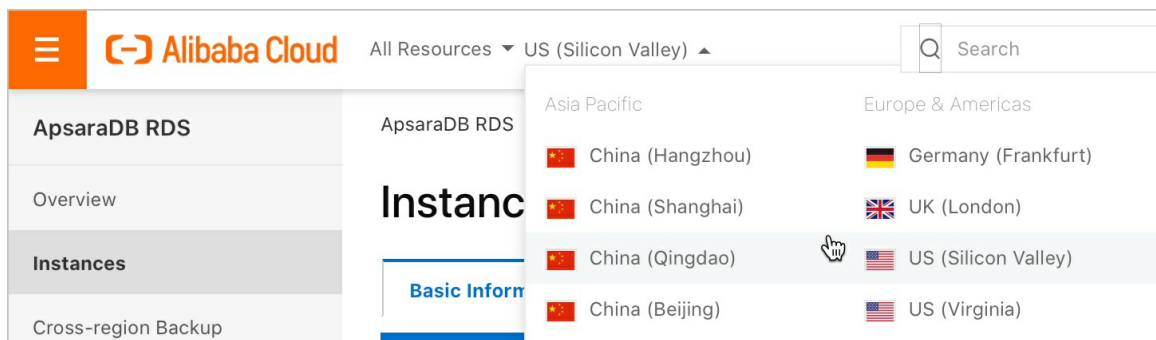 Alibaba Cloud All Resources US (Silicon Valley) Search
ApsaraDB RDS
Overview
Instances
Cross-region Backup
ApsaraDB RDS
Instanc
Basic Inform
Asia Pacific
China (Hangzhou)
China (Shanghai)
China (Qingdao)
China (Beijing)
Europe & Americas
Germany (Frankfurt)
UK (London)
US (Silicon Valley)
US (Virginia)